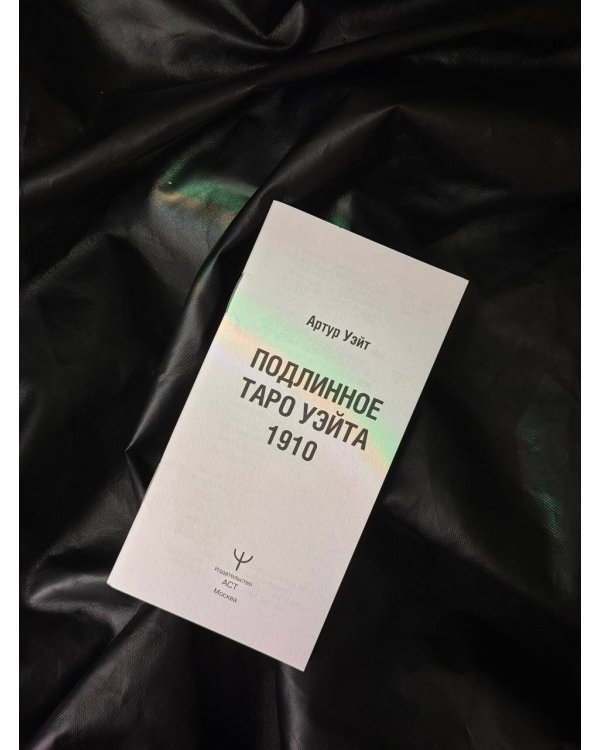 Артур Уэйт
ПОДЛИННОЕ
ТАРО УЭЙТА
1910
Издательство
АСТ
Москва